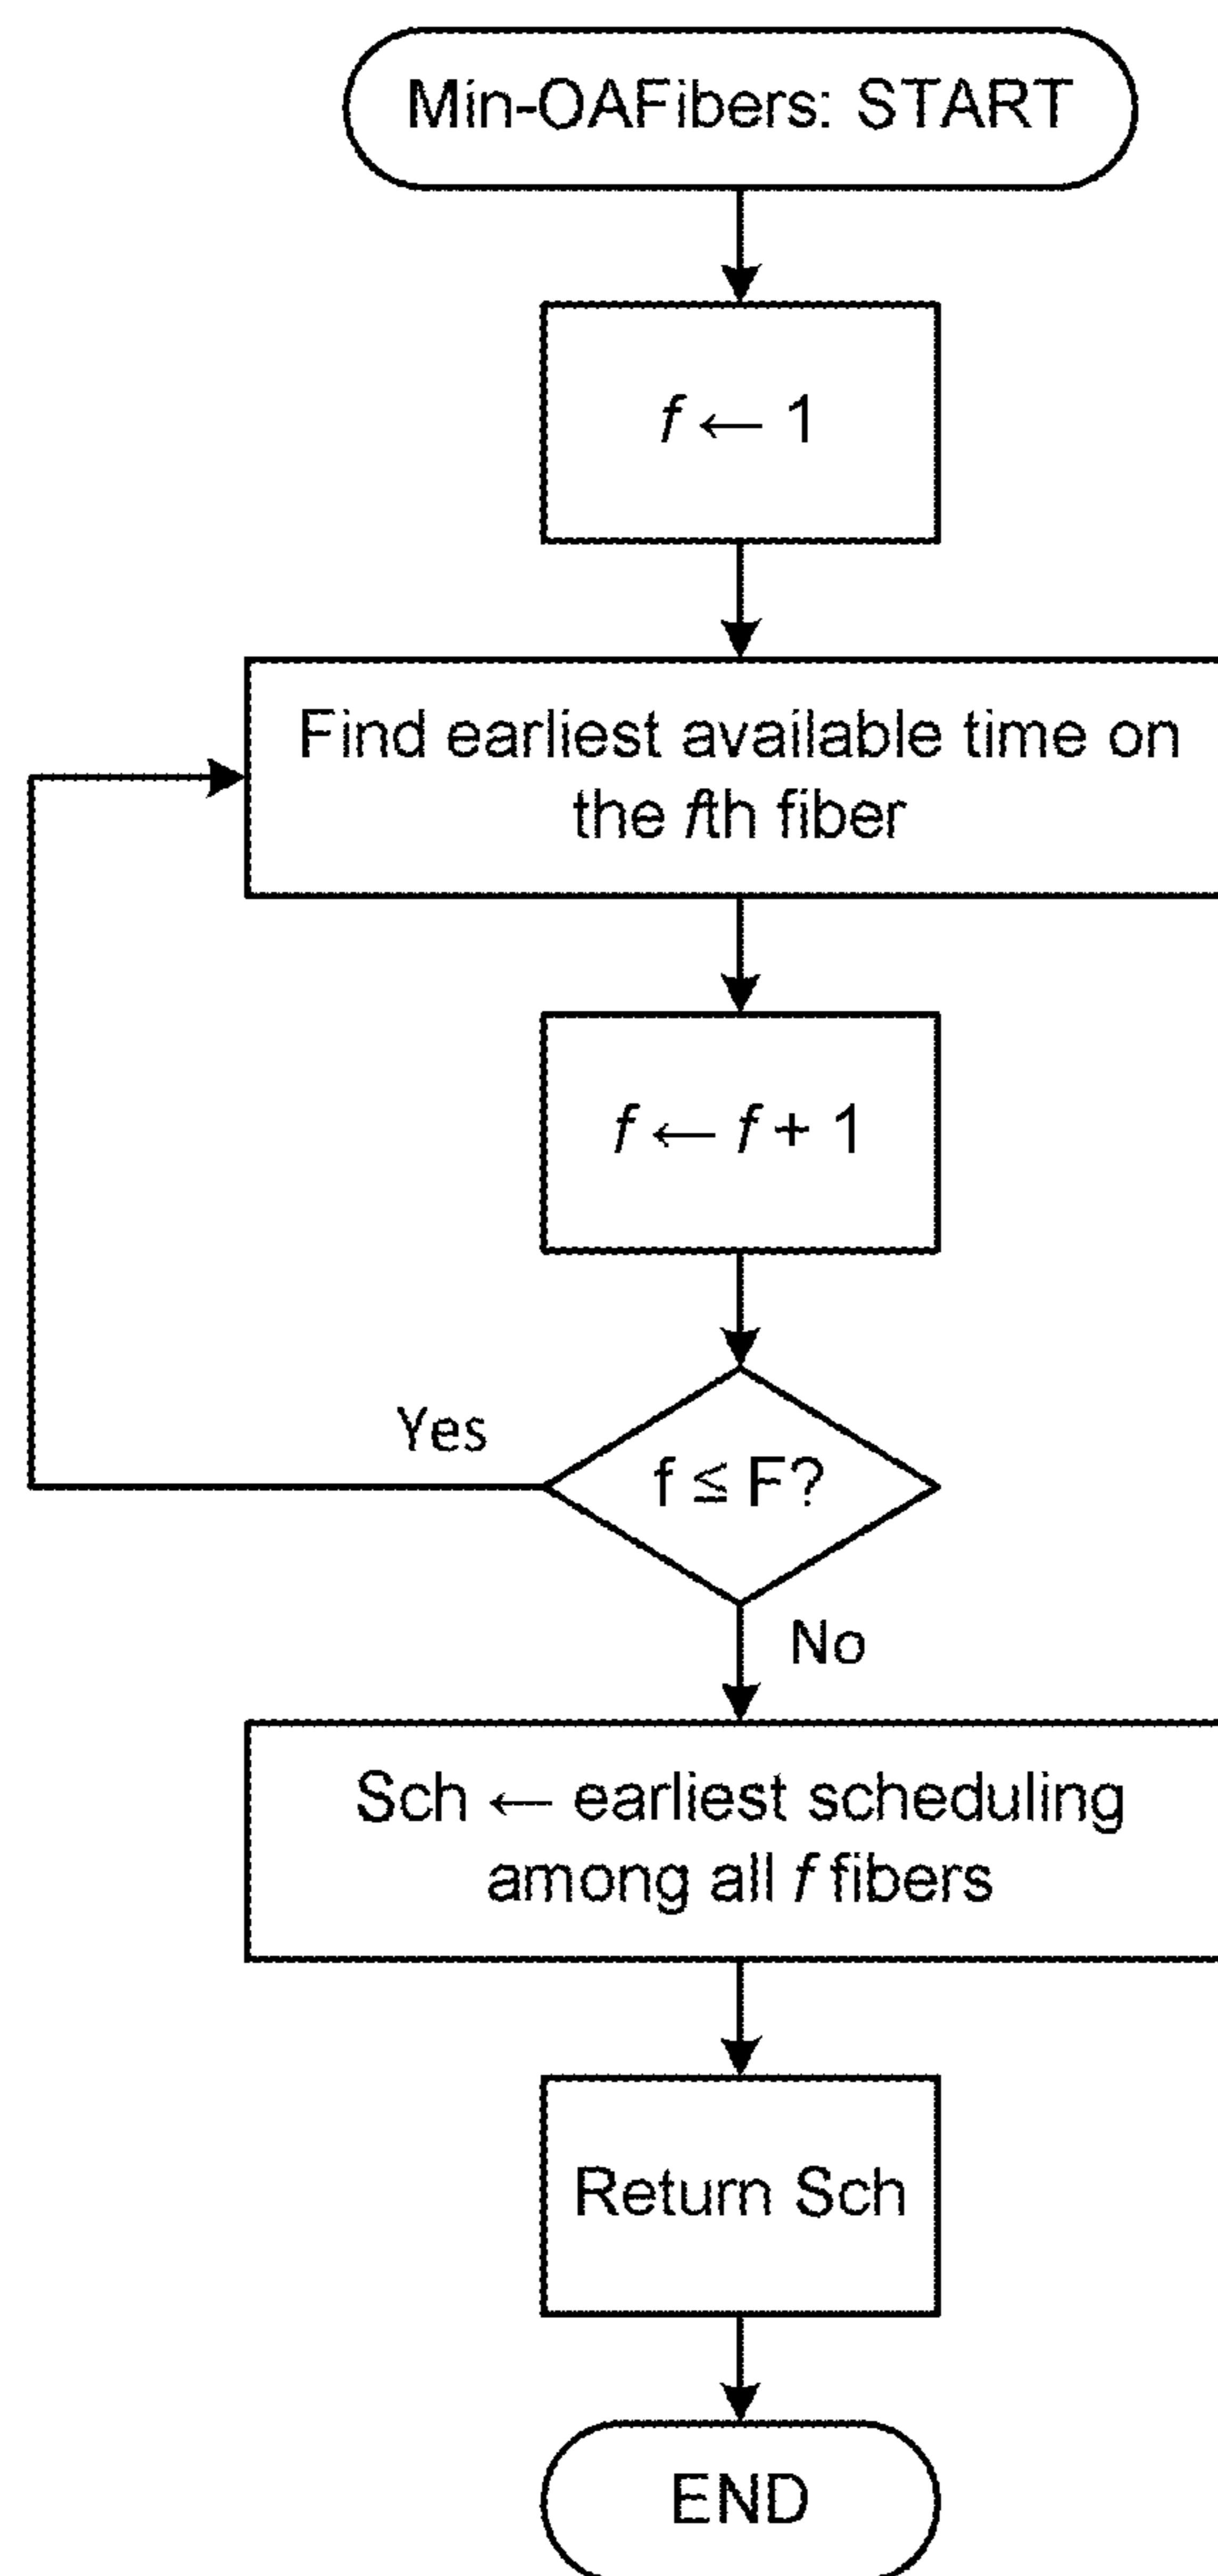 Min-OAFibers: START
f ← 1
Find earliest available time on
the fth fiber
f ← f + 1
Yes
f ≤ F?
No
Sch ← earliest scheduling
among all f fibers
Return Sch
END